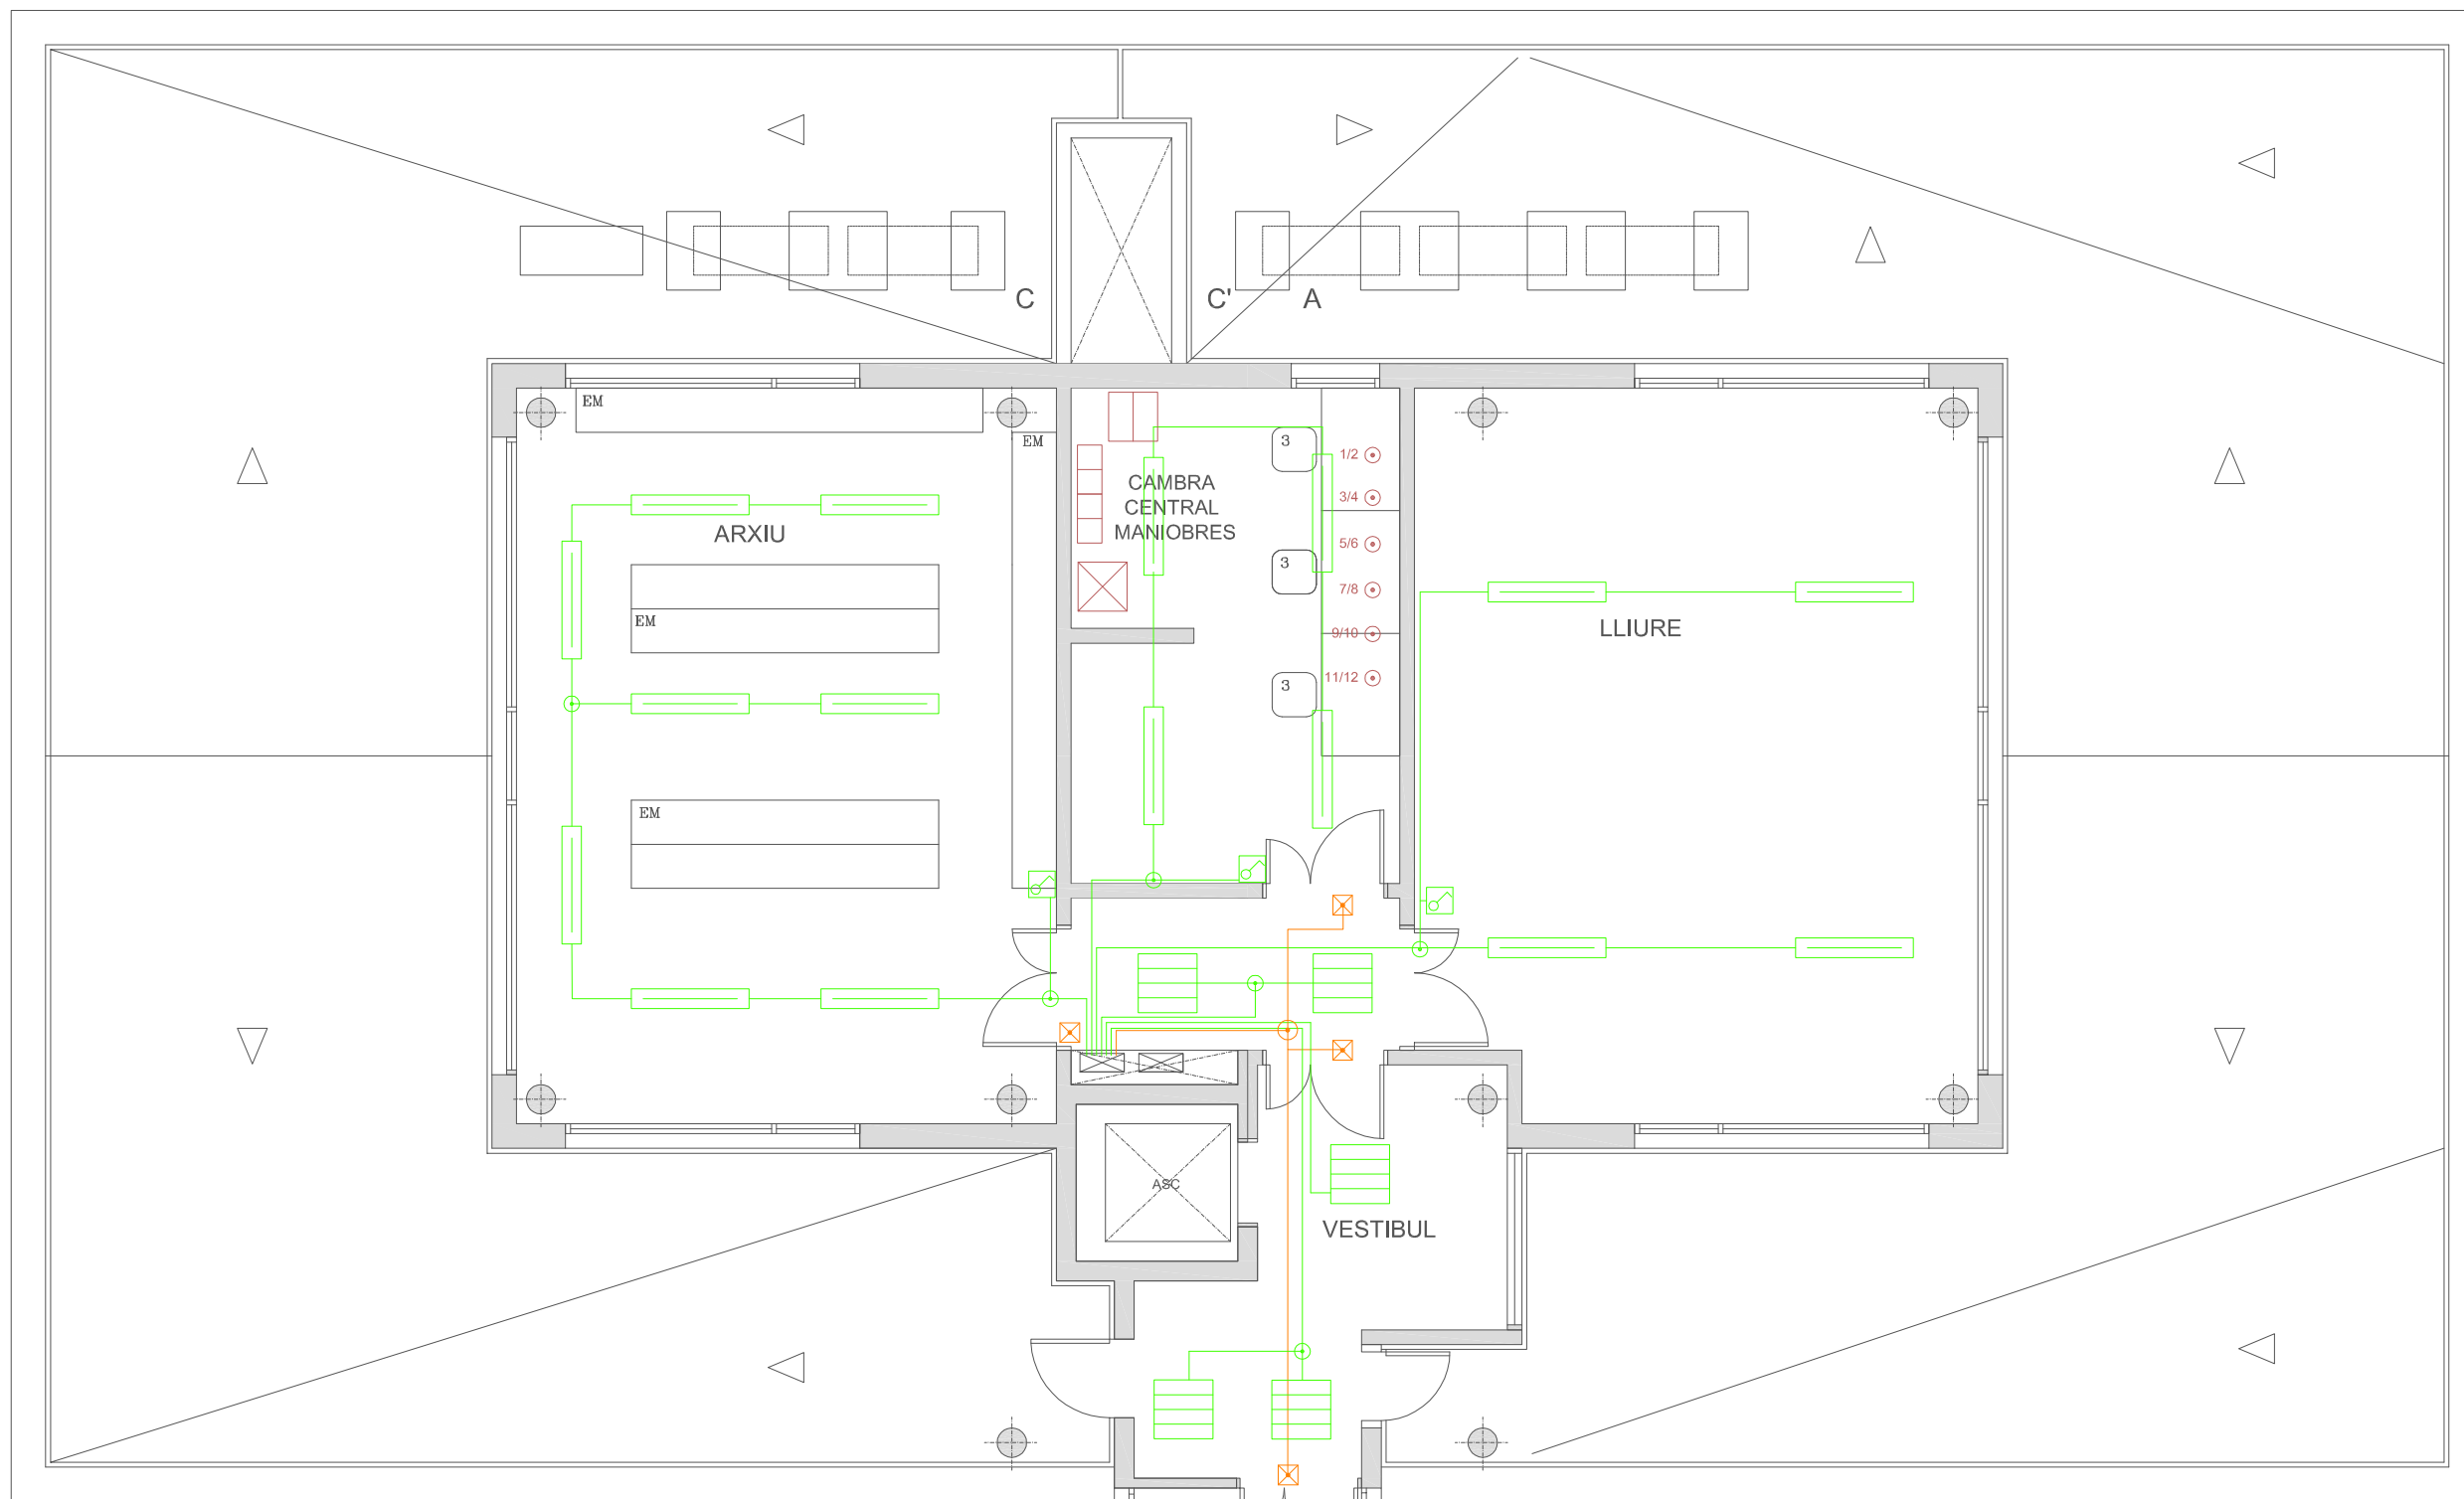 C
C'
A
EM
EM
3
1/2
CAMBRA
CENTRAL
MANIOBRES
3/4
ARXIU
5/6
3
7/8
EM
LLIURE
9/10
11/12
3
EM
ASC
VESTIBUL